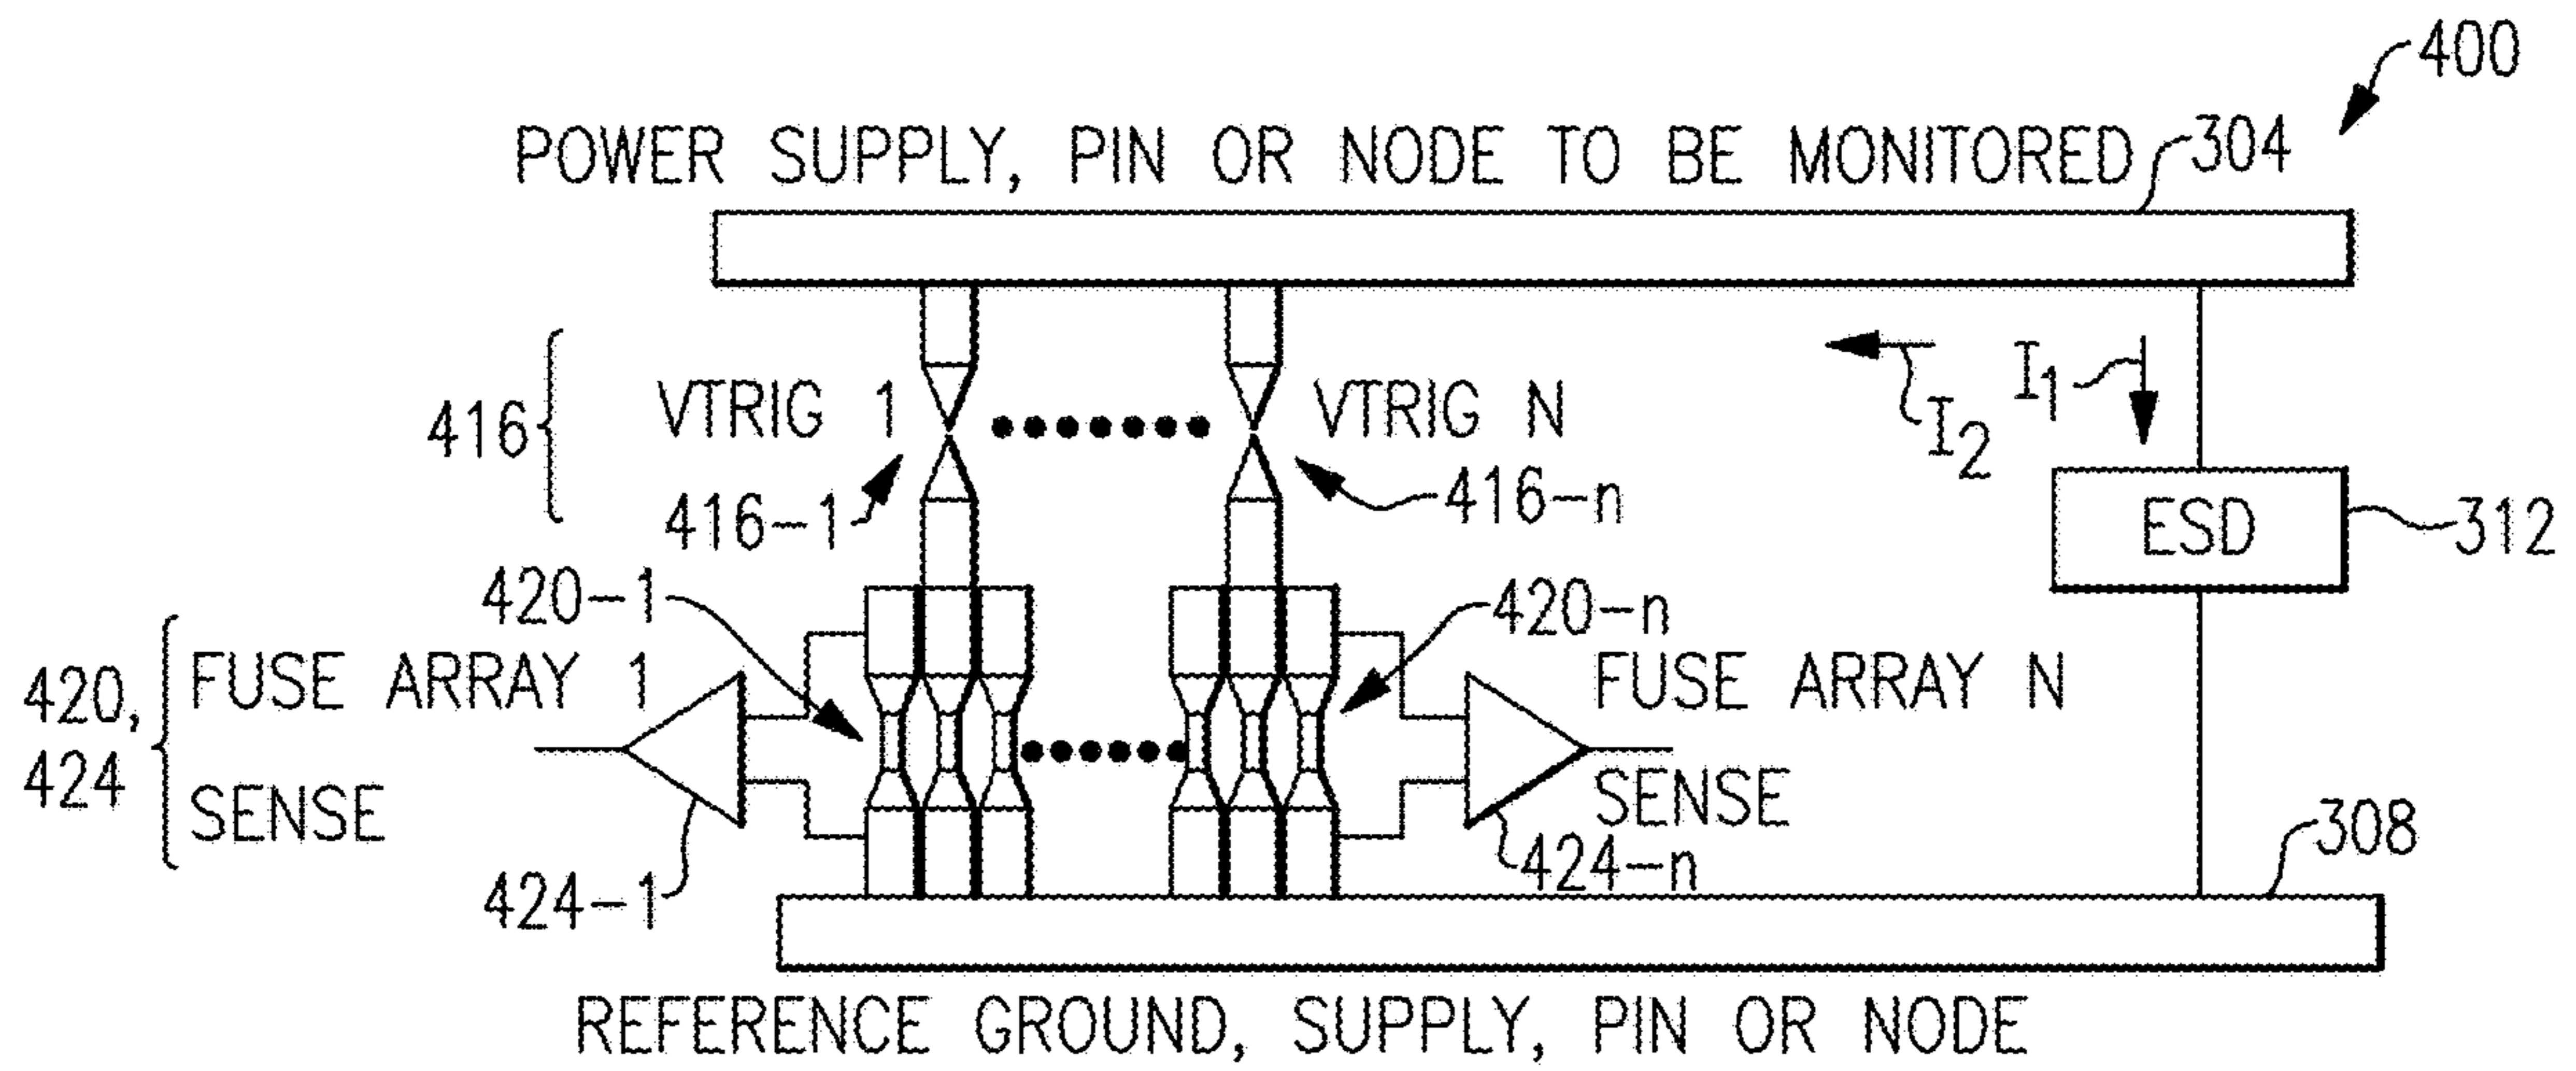 400
POWER SUPPLY, PIN OR NODE TO BE MONITORED
304
416
VTRIG 1
VTRIG N
I2
I1
416-1
416-n
ESD
312
420-1
420-n
420,
424
FUSE ARRAY 1
SENSE
FUSE ARRAY N
SENSE
424-1
424-n
308
REFERENCE GROUND, SUPPLY, PIN OR NODE